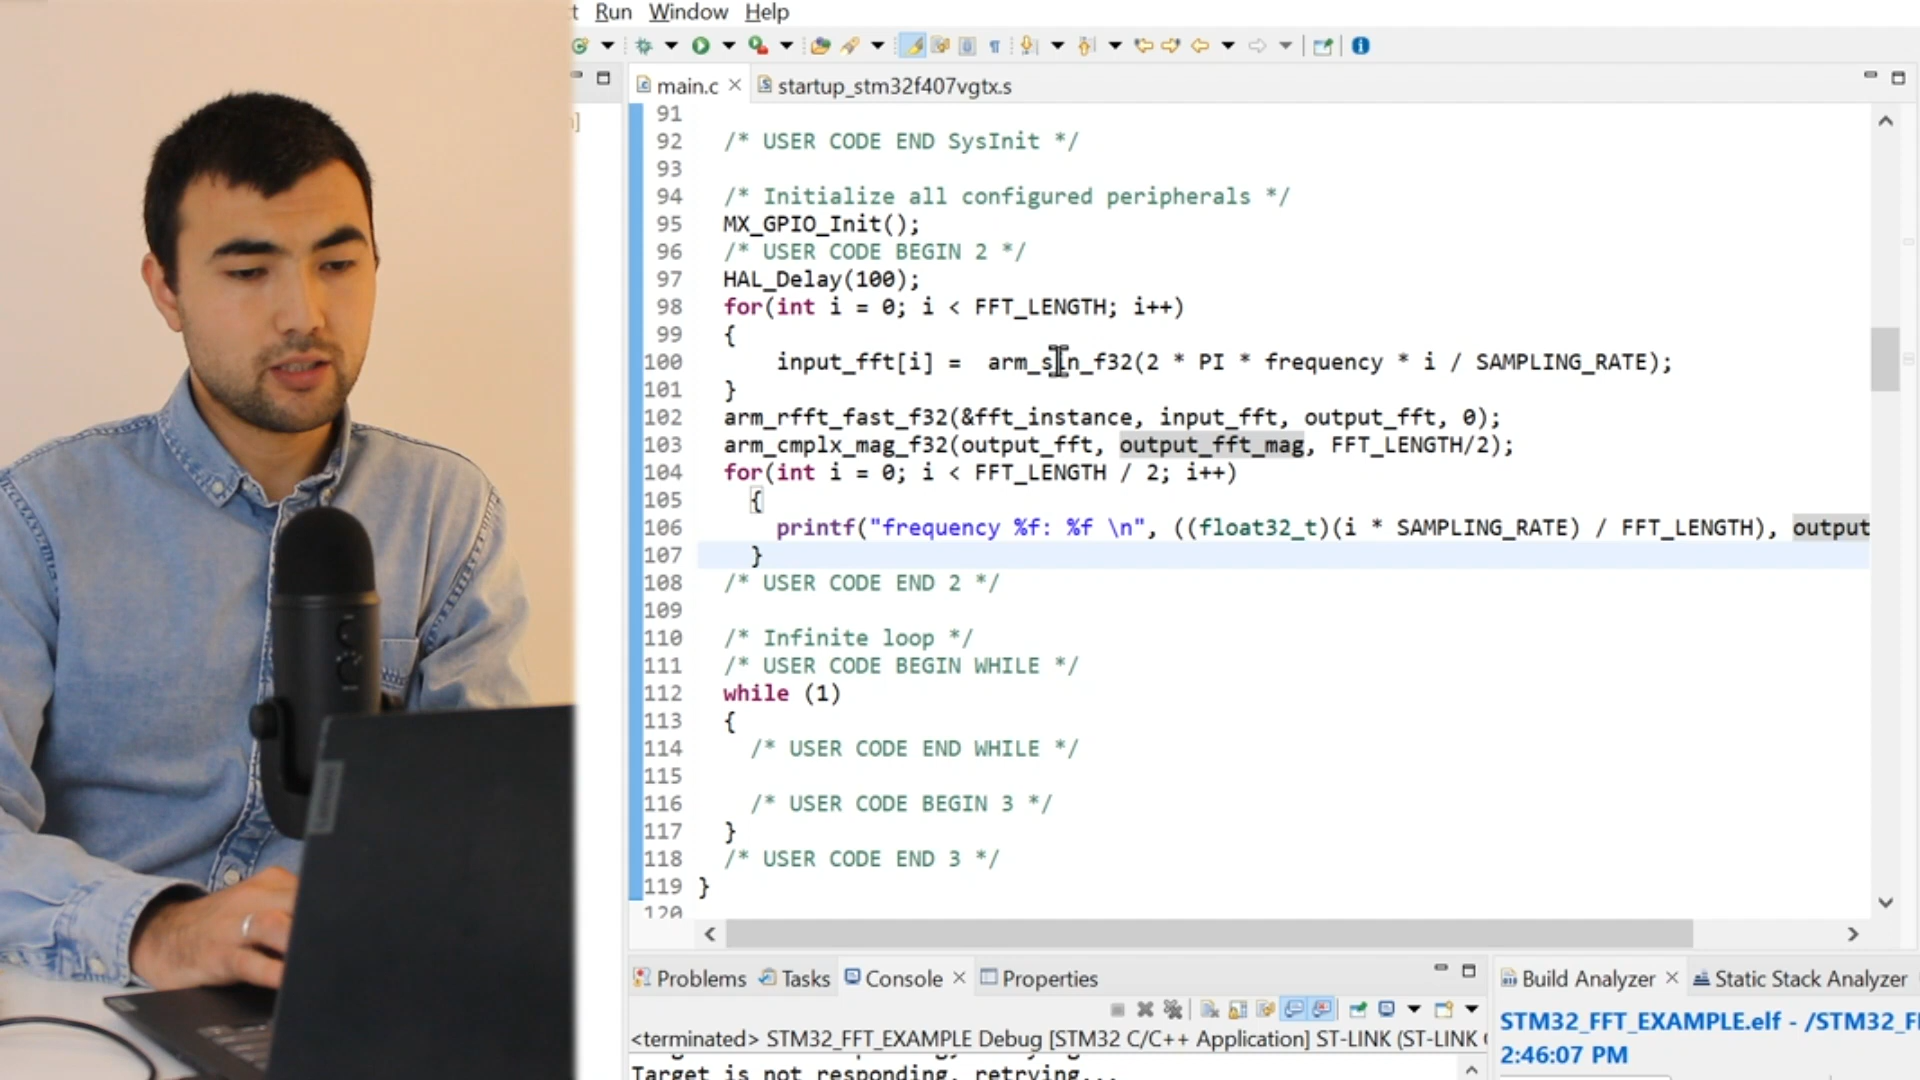 t Run Window Help
main.c startup_stm32f407vgtx.s
91
92 /* USER CODE END SysInit */
93
94 /* Initialize all configured peripherals */
95 MX_GPIO_Init();
96 /* USER CODE BEGIN 2 */
97 HAL_Delay(100);
98 for(int i = 0; i < FFT_LENGTH; i++)
99 {
100 input_fft[i] =  arm_sin_f32(2 * PI * frequency * i / SAMPLING_RATE);
101 }
102 arm_rfft_fast_f32(&fft_instance, input_fft, output_fft, 0);
103 arm_cmplx_mag_f32(output_fft, output_fft_mag, FFT_LENGTH/2);
104 for(int i = 0; i < FFT_LENGTH / 2; i++)
105 {
106 printf("frequency %f: %f \n", ((float32_t)(i * SAMPLING_RATE) / FFT_LENGTH), output
107 }
108 /* USER CODE END 2 */
109
110 /* Infinite loop */
111 /* USER CODE BEGIN WHILE */
112 while (1)
113 {
114 /* USER CODE END WHILE */
115
116 /* USER CODE BEGIN 3 */
117 }
118 /* USER CODE END 3 */
119 }
120
Problems Tasks Console Properties
Build Analyzer Static Stack Analyzer
<terminated> STM32_FFT_EXAMPLE Debug [STM32 C/C++ Application] ST-LINK (ST-LINK
STM32_FFT_EXAMPLE.elf - /STM32_F
2:46:07 PM
Target is not responding, retrying...